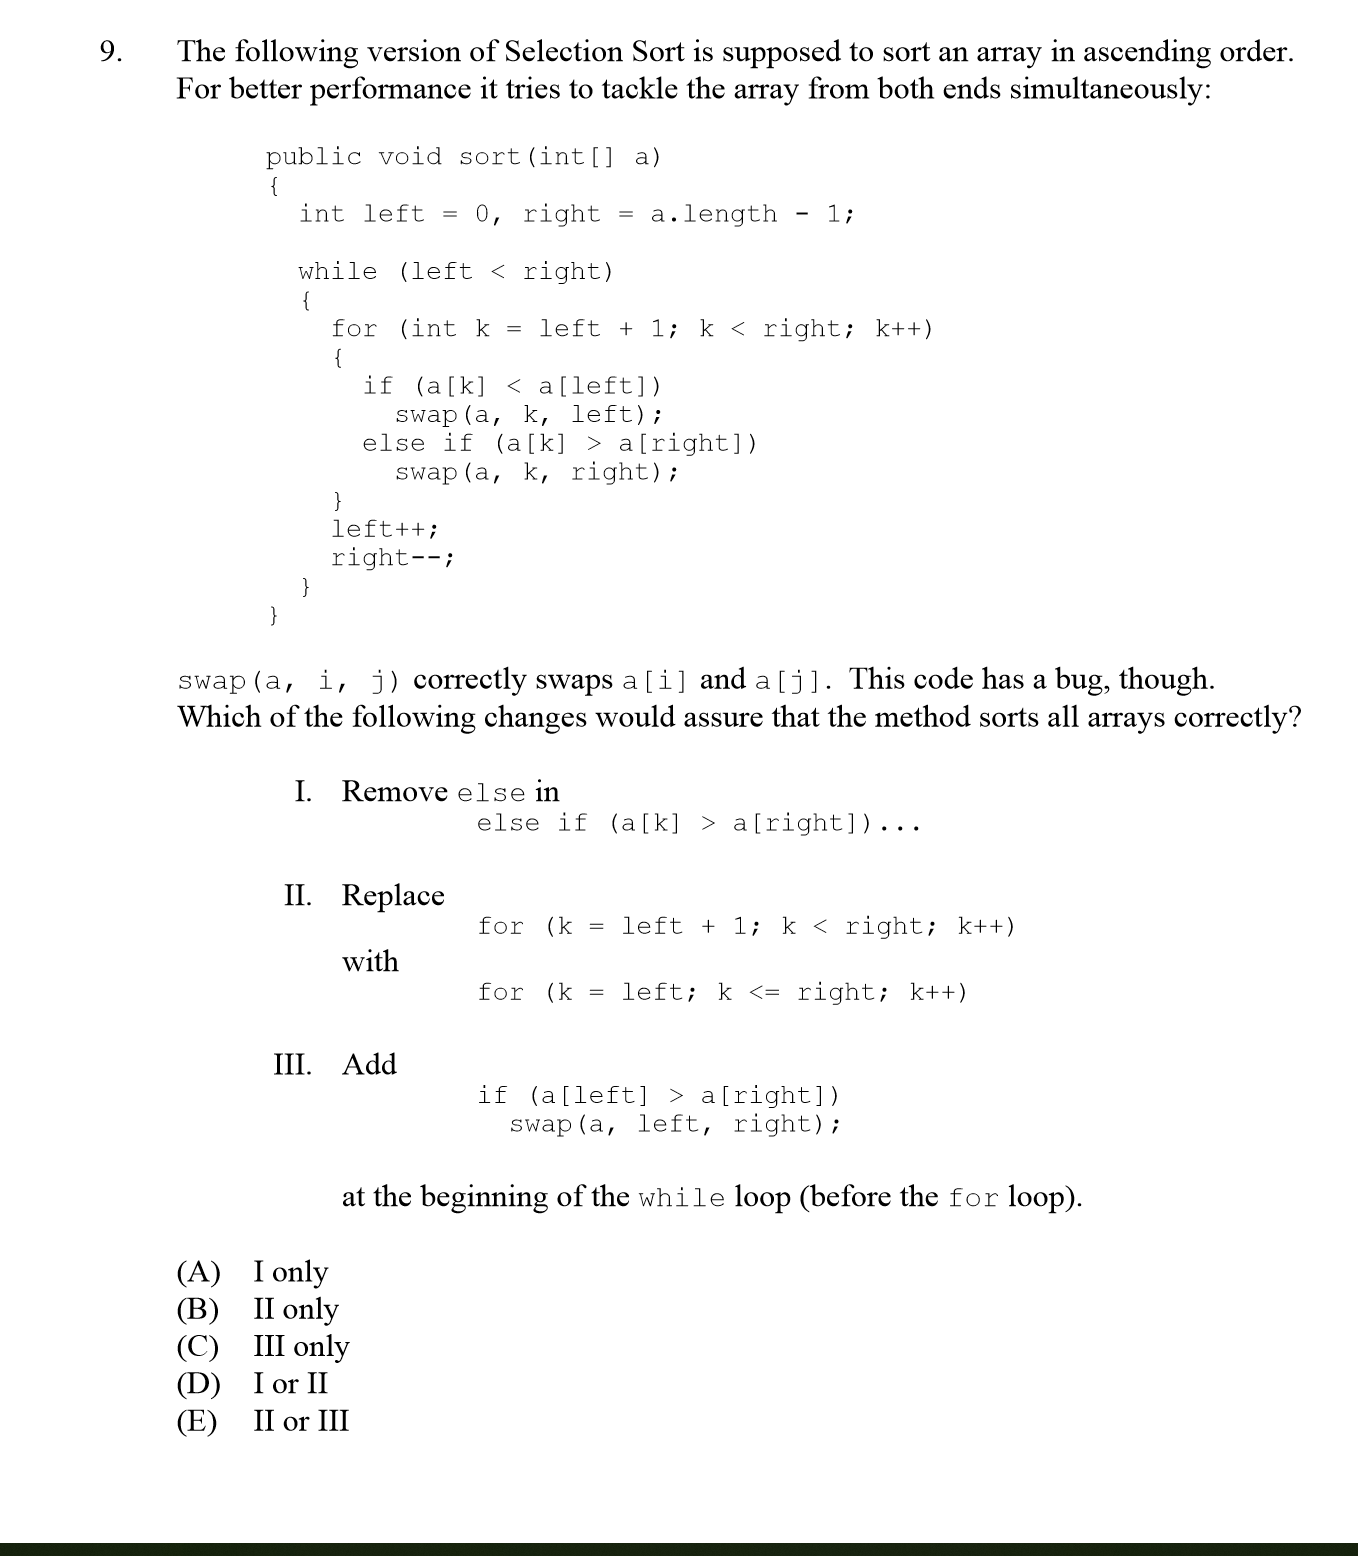 9. The following version of Selection Sort is supposed to sort an array in ascending order.
For better performance it tries to tackle the array from both ends simultaneously:
public void sort(int[] a)
{
  int left = 0, right = a.length - 1;
  while (left < right)
  {
    for (int k = left + 1; k < right; k++)
    {
      if (a[k] < a[left])
        swap(a, k, left);
      else if (a[k] > a[right])
        swap(a, k, right);
    }
    left++;
    right--;
  }
}
swap(a, i, j) correctly swaps a[i] and a[j]. This code has a bug, though.
Which of the following changes would assure that the method sorts all arrays correctly?
I. Remove else in
else if (a[k] > a[right])...
II. Replace
for (k = left + 1; k < right; k++)
with
for (k = left; k <= right; k++)
III. Add
if (a[left] > a[right])
  swap(a, left, right);
at the beginning of the while loop (before the for loop).
(A) I only
(B) II only
(C) III only
(D) I or II
(E) II or III